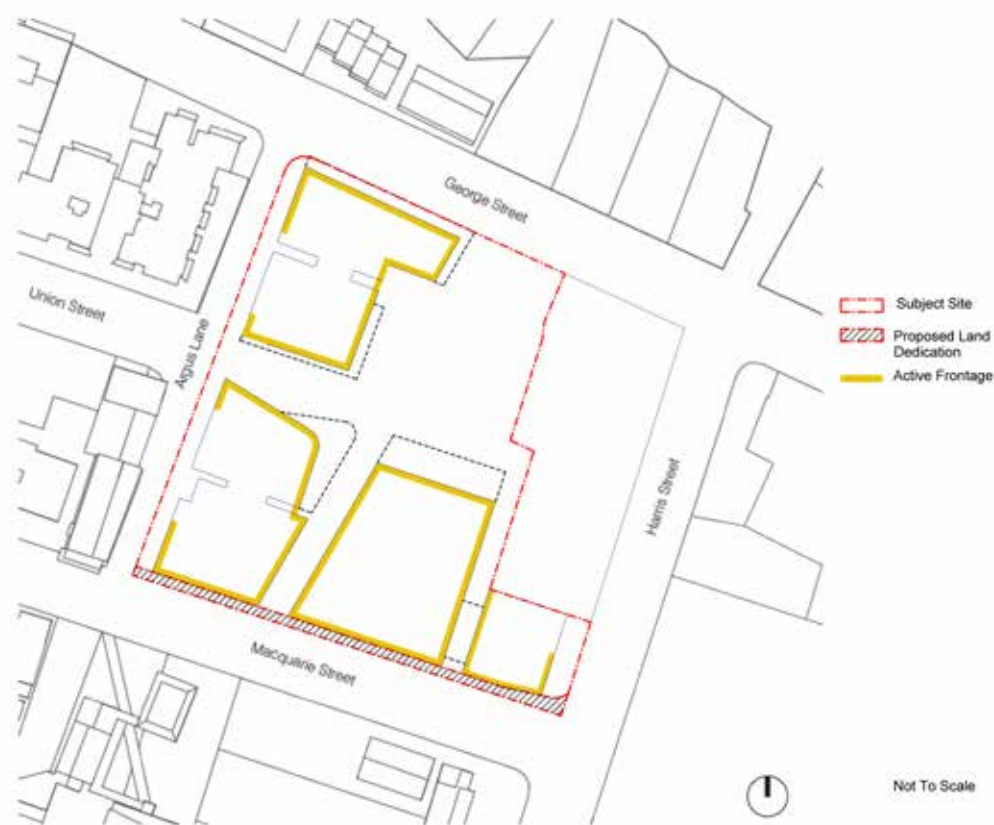 George Street
Union Street
Argus Lane
Harris Street
Macquarie Street
Subject Site
Proposed Land
Dedication
Active Frontage
Not To Scale